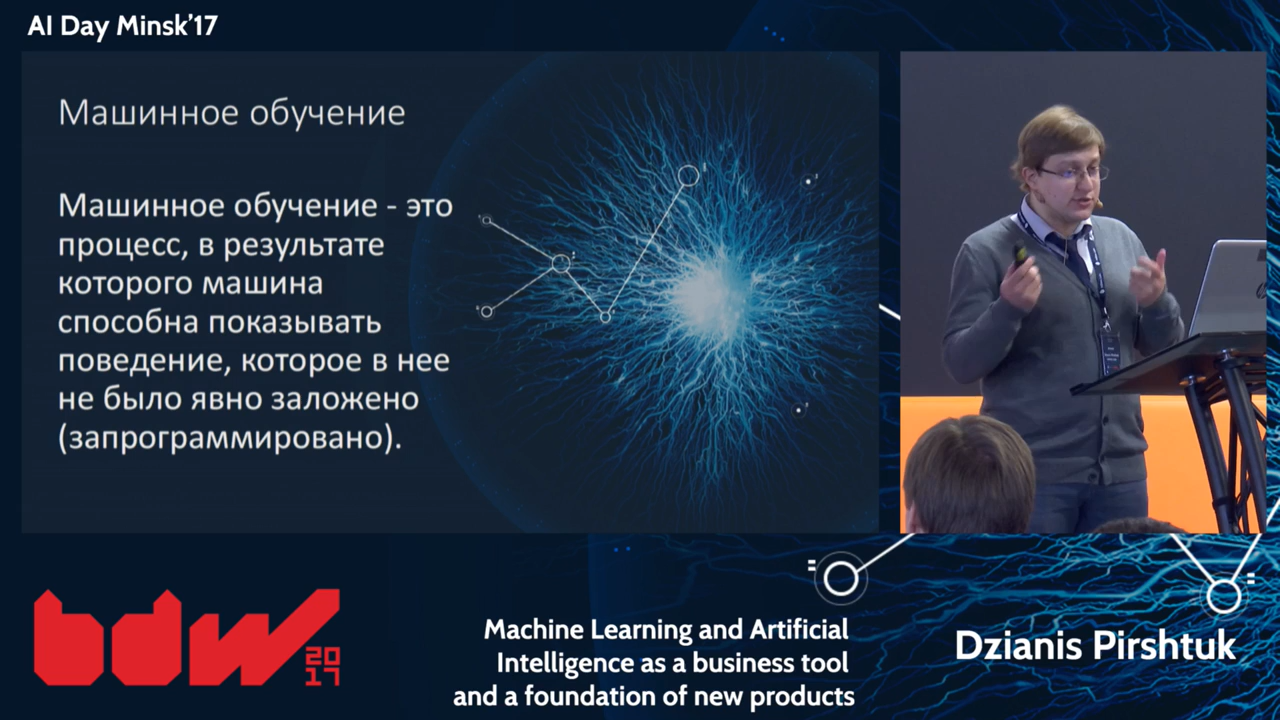 AI Day Minsk'17
Машинное обучение
Машинное обучение - это
процесс, в результате
которого машина
способна показывать
поведение, которое в нее
не было явно заложено
(запрограммировано).
bdw
20
17
Machine Learning and Artificial
Intelligence as a business tool
and a foundation of new products
Dzianis Pirshtuk